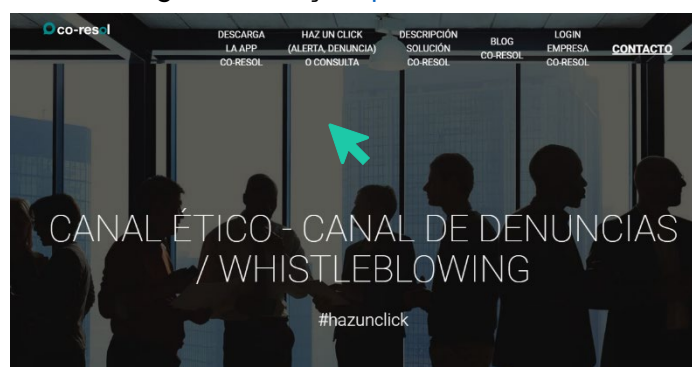 co-resol
DESCARGA
LA APP
CO-RESOL
HAZ UN CLICK
(ALERTA, DENUNCIA)
O CONSULTA
DESCRIPCIÓN
SOLUCIÓN
CO-RESOL
BLOG
CO-RESOL
LOGIN
EMPRESA
CO-RESOL
CONTACTO
CANAL ÉTICO - CANAL DE DENUNCIAS
/ WHISTLEBLOWING
#hazunclick